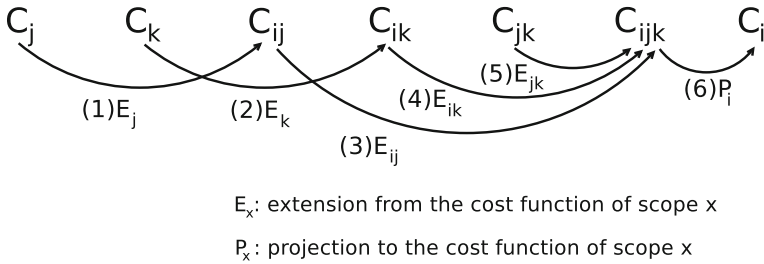 C_j C_k C_ij C_ik C_jk C_ijk C_i
(1)E_j (2)E_k (3)E_ij (4)E_ik (5)E_jk (6)P_i
E_x: extension from the cost function of scope x
P_x: projection to the cost function of scope x